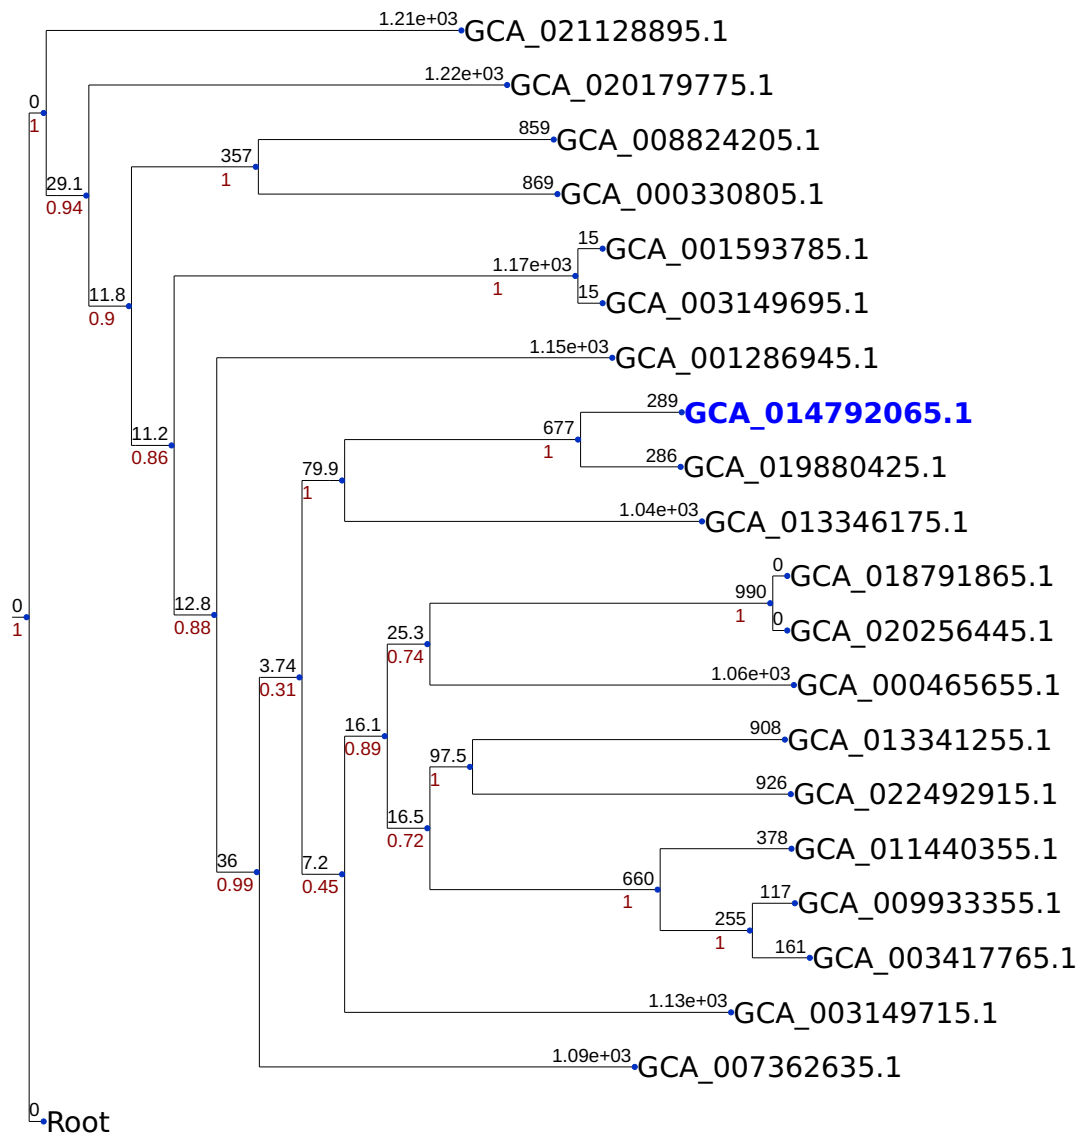 1.21e+03 GCA_021128895.1
1.22e+03 GCA_020179775.1
0
1
859 GCA_008824205.1
357
1
29.1
0.94
869 GCA_000330805.1
15 GCA_001593785.1
1.17e+03
1
11.8
0.9
15 GCA_003149695.1
1.15e+03 GCA_001286945.1
289 GCA_014792065.1
11.2
0.86
677
1
286 GCA_019880425.1
79.9
1
1.04e+03 GCA_013346175.1
0 GCA_018791865.1
990
1
0
1
12.8
0.88
0 GCA_020256445.1
25.3
0.74
3.74
0.31
1.06e+03 GCA_000465655.1
16.1
0.89
908 GCA_013341255.1
97.5
1
926 GCA_022492915.1
16.5
0.72
378 GCA_011440355.1
36
0.99
7.2
0.45
660
1
117 GCA_009933355.1
255
1
161 GCA_003417765.1
1.13e+03 GCA_003149715.1
1.09e+03 GCA_007362635.1
0 Root